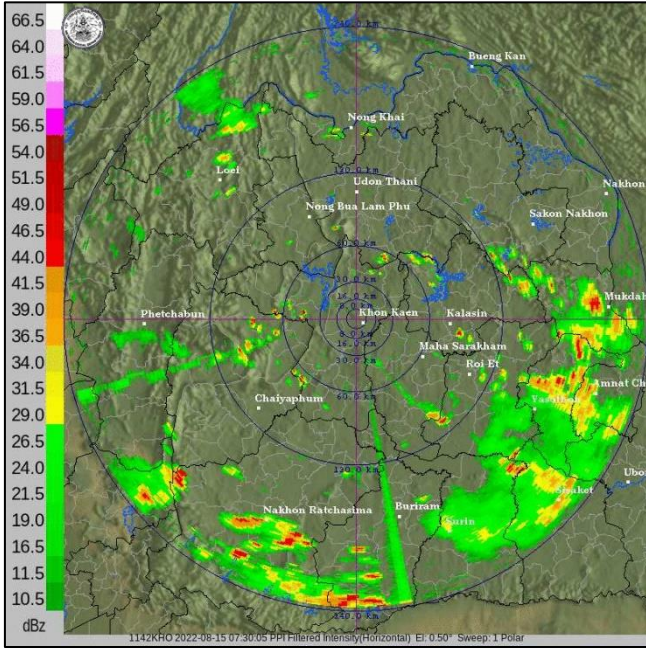 66.5
64.0
61.5
59.0
56.5
54.0
51.5
49.0
46.5
44.0
41.5
39.0
36.5
34.0
31.5
29.0
26.5
24.0
21.5
19.0
16.5
13.0
10.5
dBz
Bueng Kan
Nong Khai
Loei
Udon Thani
Nakhon
Nong Bua Lam Phu
Sakon Nakhon
Mukdah
Khon Kaen
Phetchabun
Kalasin
Maha Sarakham
Roi Et
Amnat Ch
Chaiyaphum
Yasothon
Ubo
Nakhon Ratchasima
Buriram
Surin
1142KRO 2022-08-15 07:30:05 PPI Filtered Intensity(Horizontal) El: 0.50° Sweep: 1 Polar